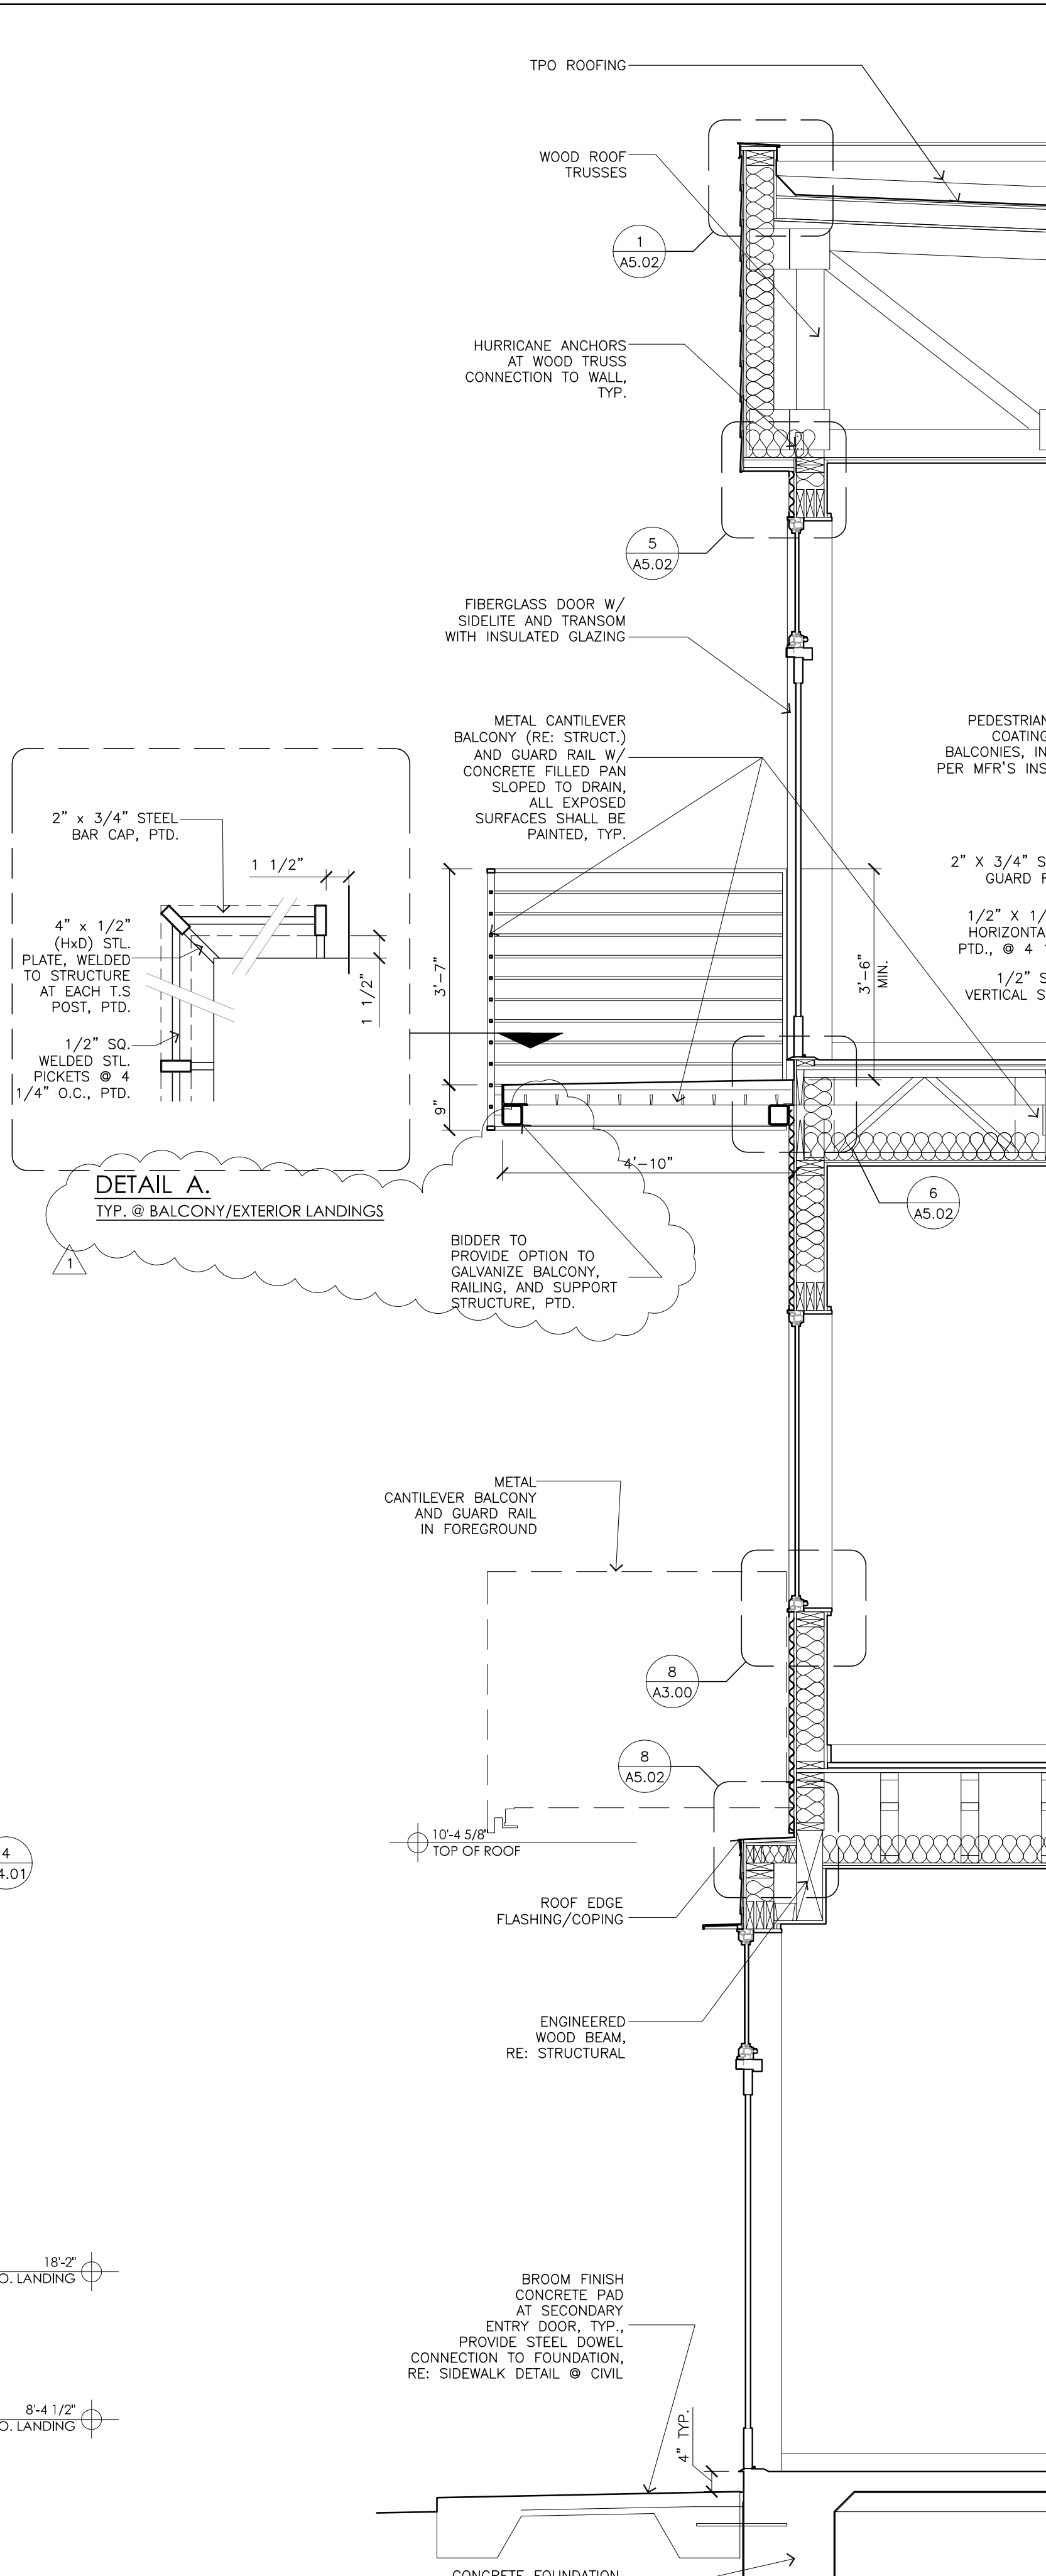 TPO ROOFING
WOOD ROOF
TRUSSES
1
A5.02
HURRICANE ANCHORS
AT WOOD TRUSS
CONNECTION TO WALL,
TYP.
5
A5.02
FIBERGLASS DOOR W/
SIDELITE AND TRANSOM
WITH INSULATED GLAZING
METAL CANTILEVER
BALCONY (RE: STRUCT.)
AND GUARD RAIL W/
CONCRETE FILLED PAN
SLOPED TO DRAIN,
ALL EXPOSED
SURFACES SHALL BE
PAINTED, TYP.
PEDESTRIAN
COATING
BALCONIES, IN
PER MFR'S INS
2" x 3/4" STEEL
BAR CAP, PTD.
1 1/2"
4" x 1/2"
(HxD) STL.
PLATE, WELDED
TO STRUCTURE
AT EACH T.S
POST, PTD.
1 1/2"
1/2" SQ.
WELDED STL.
PICKETS @ 4
1/4" O.C., PTD.
3'-7"
9"
3'-6"
MIN.
2" X 3/4" S
GUARD
1/2" X 1/
HORIZONTA
PTD., @ 4
1/2" S
VERTICAL S
4'-10"
6
A5.02
DETAIL A.
TYP. @ BALCONY/EXTERIOR LANDINGS
1
BIDDER TO
PROVIDE OPTION TO
GALVANIZE BALCONY,
RAILING, AND SUPPORT
STRUCTURE, PTD.
METAL
CANTILEVER BALCONY
AND GUARD RAIL
IN FOREGROUND
8
A3.00
8
A5.02
10'-4 5/8"
TOP OF ROOF
4
4.01
ROOF EDGE
FLASHING/COPING
ENGINEERED
WOOD BEAM,
RE: STRUCTURAL
18'-2"
O. LANDING
BROOM FINISH
CONCRETE PAD
AT SECONDARY
ENTRY DOOR, TYP.,
PROVIDE STEEL DOWEL
CONNECTION TO FOUNDATION,
RE: SIDEWALK DETAIL @ CIVIL
8'-4 1/2"
O. LANDING
4" TYP.
CONCRETE FOUNDATION